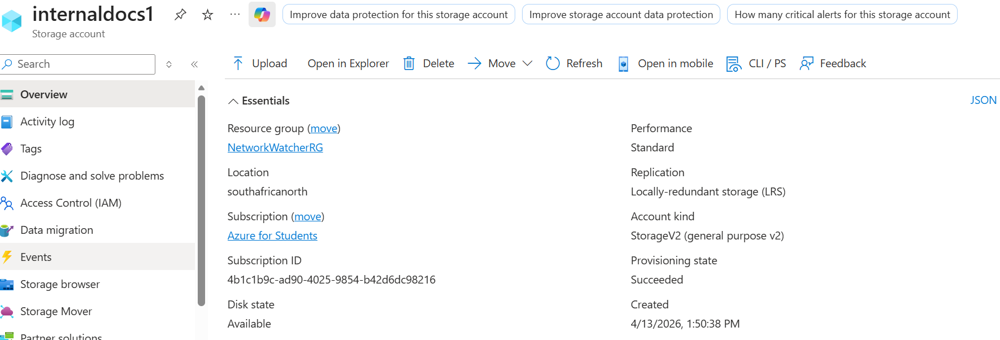 internaldocs1
Storage account
Improve data protection for this storage account
Improve storage account data protection
How many critical alerts for this storage account
Search
Upload
Open in Explorer
Delete
Move
Refresh
Open in mobile
CLI / PS
Feedback
Overview
Activity log
Tags
Diagnose and solve problems
Access Control (IAM)
Data migration
Events
Storage browser
Storage Mover
Partner solutions
Essentials
JSON
Resource group (move)
NetworkWatcherRG
Location
southafricanorth
Subscription (move)
Azure for Students
Subscription ID
4b1c1b9c-ad90-4025-9854-b42d6dc98216
Disk state
Available
Performance
Standard
Replication
Locally-redundant storage (LRS)
Account kind
StorageV2 (general purpose v2)
Provisioning state
Succeeded
Created
4/13/2026, 1:50:38 PM